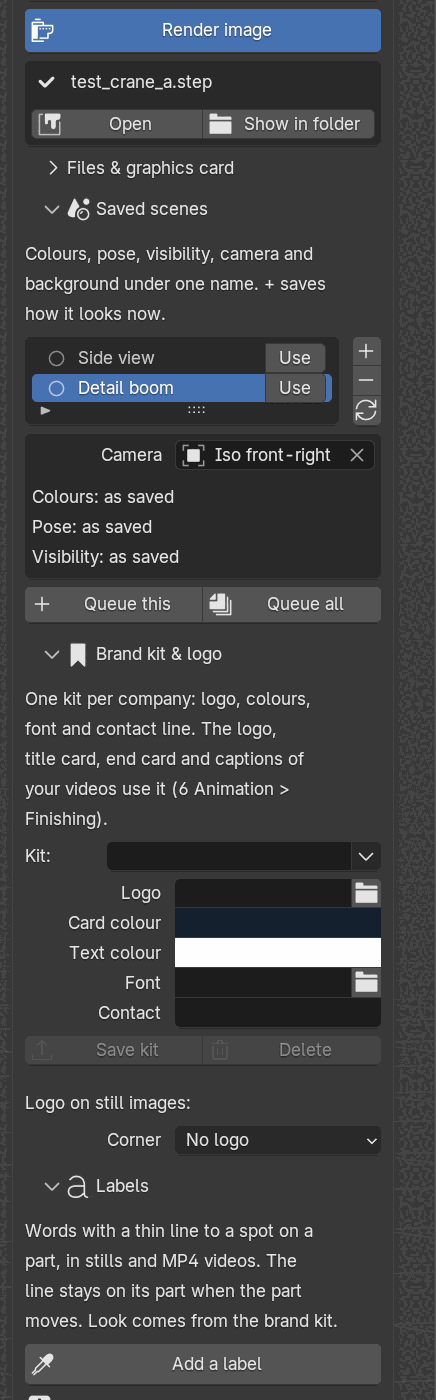 Render image
test_crane_a.step
Open
Show in folder
Files & graphics card
Saved scenes
Colours, pose, visibility, camera and
background under one name. + saves
how it looks now.
Side view
Use
Detail boom
Use
Camera
Iso front-right
Colours: as saved
Pose: as saved
Visibility: as saved
Queue this
Queue all
Brand kit & logo
One kit per company: logo, colours,
font and contact line. The logo,
title card, end card and captions of
your videos use it (6 Animation >
Finishing).
Kit:
Logo
Card colour
Text colour
Font
Contact
Save kit
Delete
Logo on still images:
Corner
No logo
Labels
Words with a thin line to a spot on a
part, in stills and MP4 videos. The
line stays on its part when the part
moves. Look comes from the brand kit.
Add a label